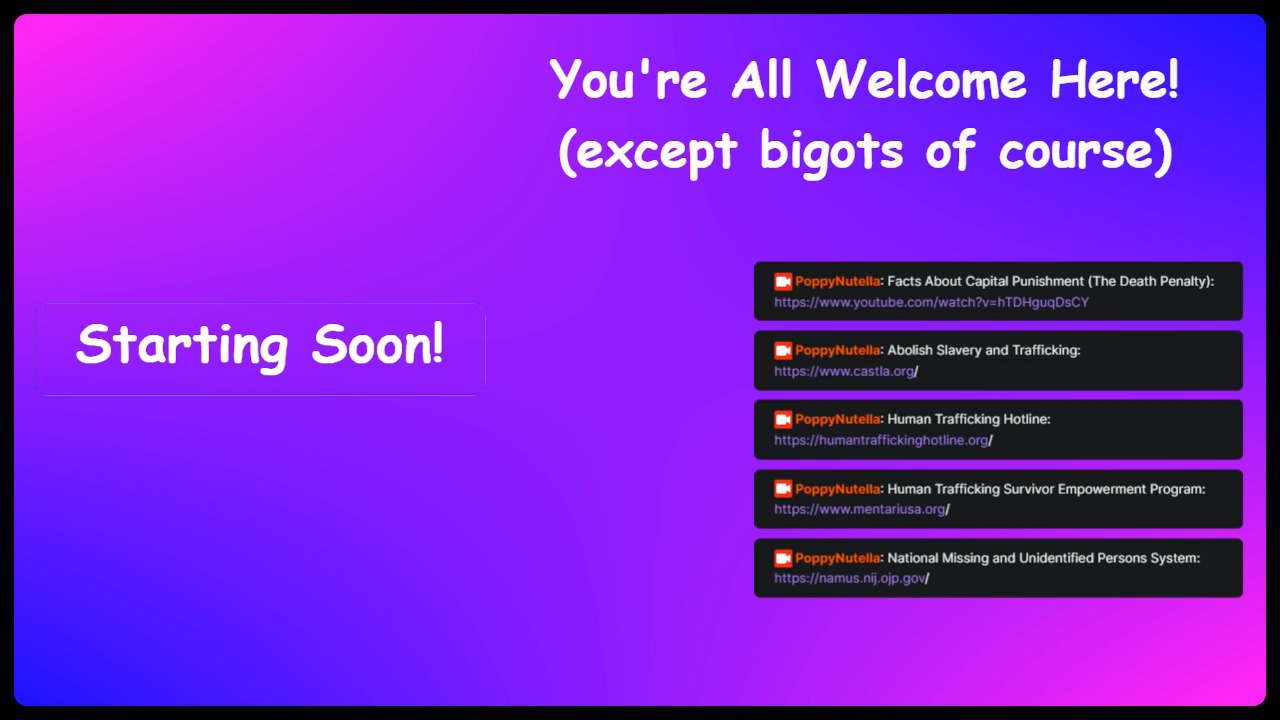 You're All Welcome Here!
(except bigots of course)
Starting Soon!
PoppyNutella: Facts About Capital Punishment (The Death Penalty):
https://www.youtube.com/watch?v=hTDHguqDsCY
PoppyNutella: Abolish Slavery and Trafficking:
https://www.castla.org/
PoppyNutella: Human Trafficking Hotline:
https://humantraffickinghotline.org/
PoppyNutella: Human Trafficking Survivor Empowerment Program:
https://www.mentariusa.org/
PoppyNutella: National Missing and Unidentified Persons System:
https://namus.nij.ojp.gov/